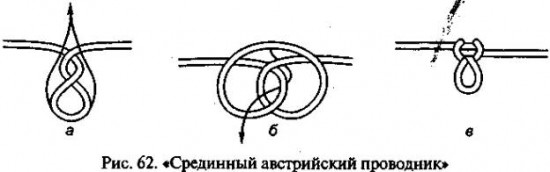 а б в
Рис. 62. «Срединный австрийский проводник»